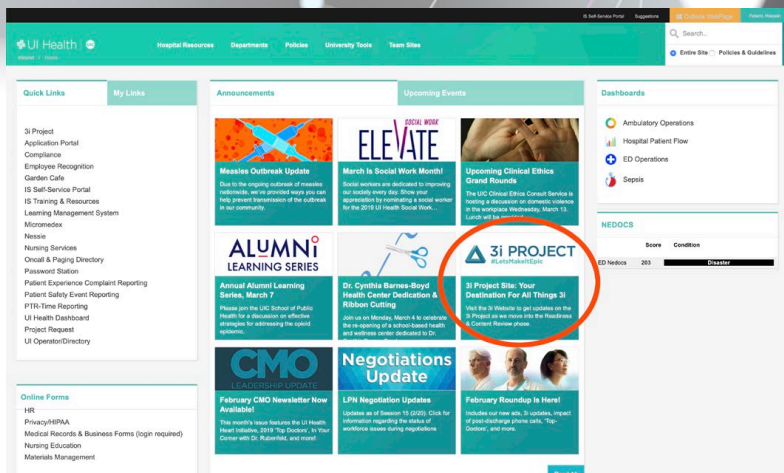 IS Self-Service Portal Suggestions Outlook WebPage
UI Health
Hospital Resources Departments Policies University Tools Team Sites
Search...
Entire Site Policies & Guidelines
Quick Links My Links
3i Project
Application Portal
Compliance
Employee Recognition
Garden Cafe
IS Self-Service Portal
IS Training & Resources
Learning Management System
Micromedex
Nessie
Nursing Services
Oncall & Paging Directory
Password Station
Patient Experience Complaint Reporting
Patient Safety Event Reporting
PTR-Time Reporting
UI Health Dashboard
Project Request
UI Operator/Directory
Online Forms
HR
Privacy/HIPAA
Medical Records & Business Forms (login required)
Nursing Education
Materials Management
Announcements Upcoming Events
Measles Outbreak Update
Due to the ongoing outbreak of measles
nationwide, we've provided ways you can
help prevent transmission of the outbreak
in our community.
SOCIAL WORK
ELEVATE
March is Social Work Month!
Social workers are dedicated to improving
our society every day. Show your
appreciation by nominating a social worker
for the 2019 UI Health Social Work...
Upcoming Clinical Ethics
Grand Rounds
The UIC Clinical Ethics Consult Service is
hosting a discussion on domestic violence
in the workplace Wednesday, March 13.
Lunch will be provided
ALUMNi
LEARNING SERIES
Annual Alumni Learning
Series, March 7
Please join the UIC School of Public
Health for a discussion on effective
strategies for addressing the opioid
epidemic.
Dr. Cynthia Barnes-Boyd
Health Center Dedication &
Ribbon Cutting
Join us on Monday, March 4 to celebrate
the re-opening of a school-based health
and wellness center dedicated to Dr.
3i PROJECT
#LetsMakeItEpic
3i Project Site: Your
Destination For All Things 3i
Visit the 3i Website to get updates on the
3i Project as we move into the Readiness
& Content Review phase.
CMO
LEADERSHIP UPDATE
February CMO Newsletter Now
Available!
This month's issue features the UI Health
Heart Initiative, 2019 'Top Doctors', In Your
Corner with Dr. Rubenfeld, and more!
Negotiations
Update
LPN Negotiation Updates
Updates as of Session 15 (2/20). Click for
information regarding the status of
workforce issues during negotiations
February Roundup Is Here!
Includes our new ads, 3i updates, impact
of post-discharge phone calls, 'Top-
Doctors', and more.
Dashboards
Ambulatory Operations
Hospital Patient Flow
ED Operations
Sepsis
NEDOCS
Score Condition
ED Nedocs 263 Disaster